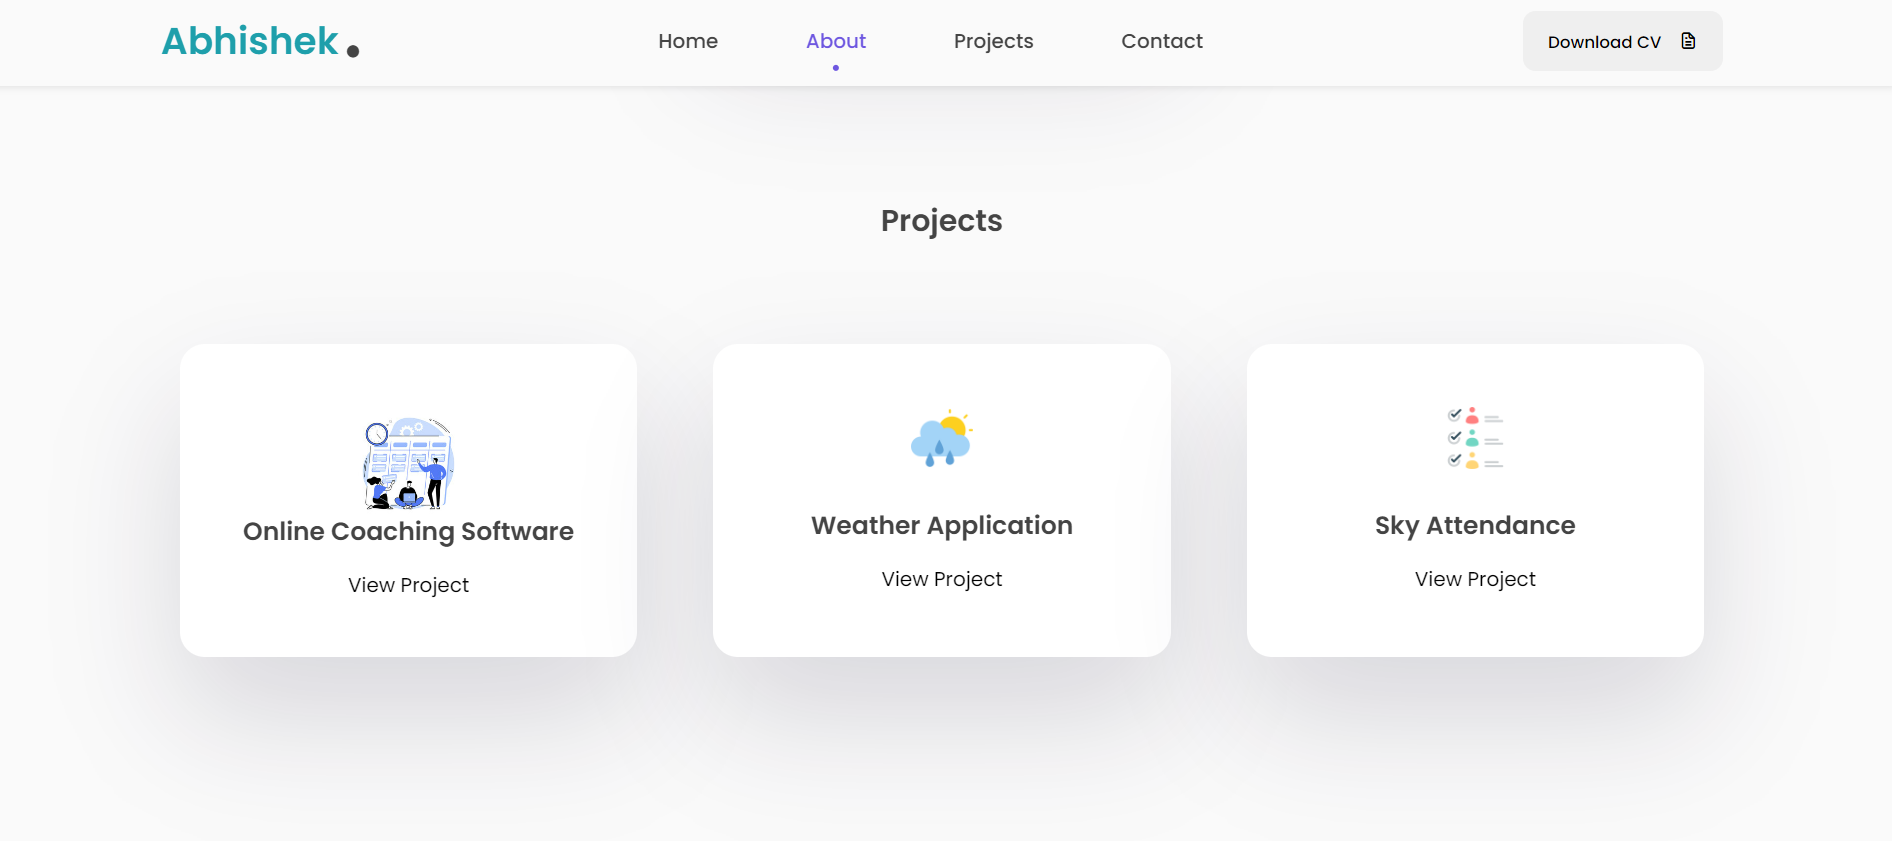 Abhishek .
Home
About
Projects
Contact
Download CV
Projects
Online Coaching Software
View Project
Weather Application
View Project
Sky Attendance
View Project